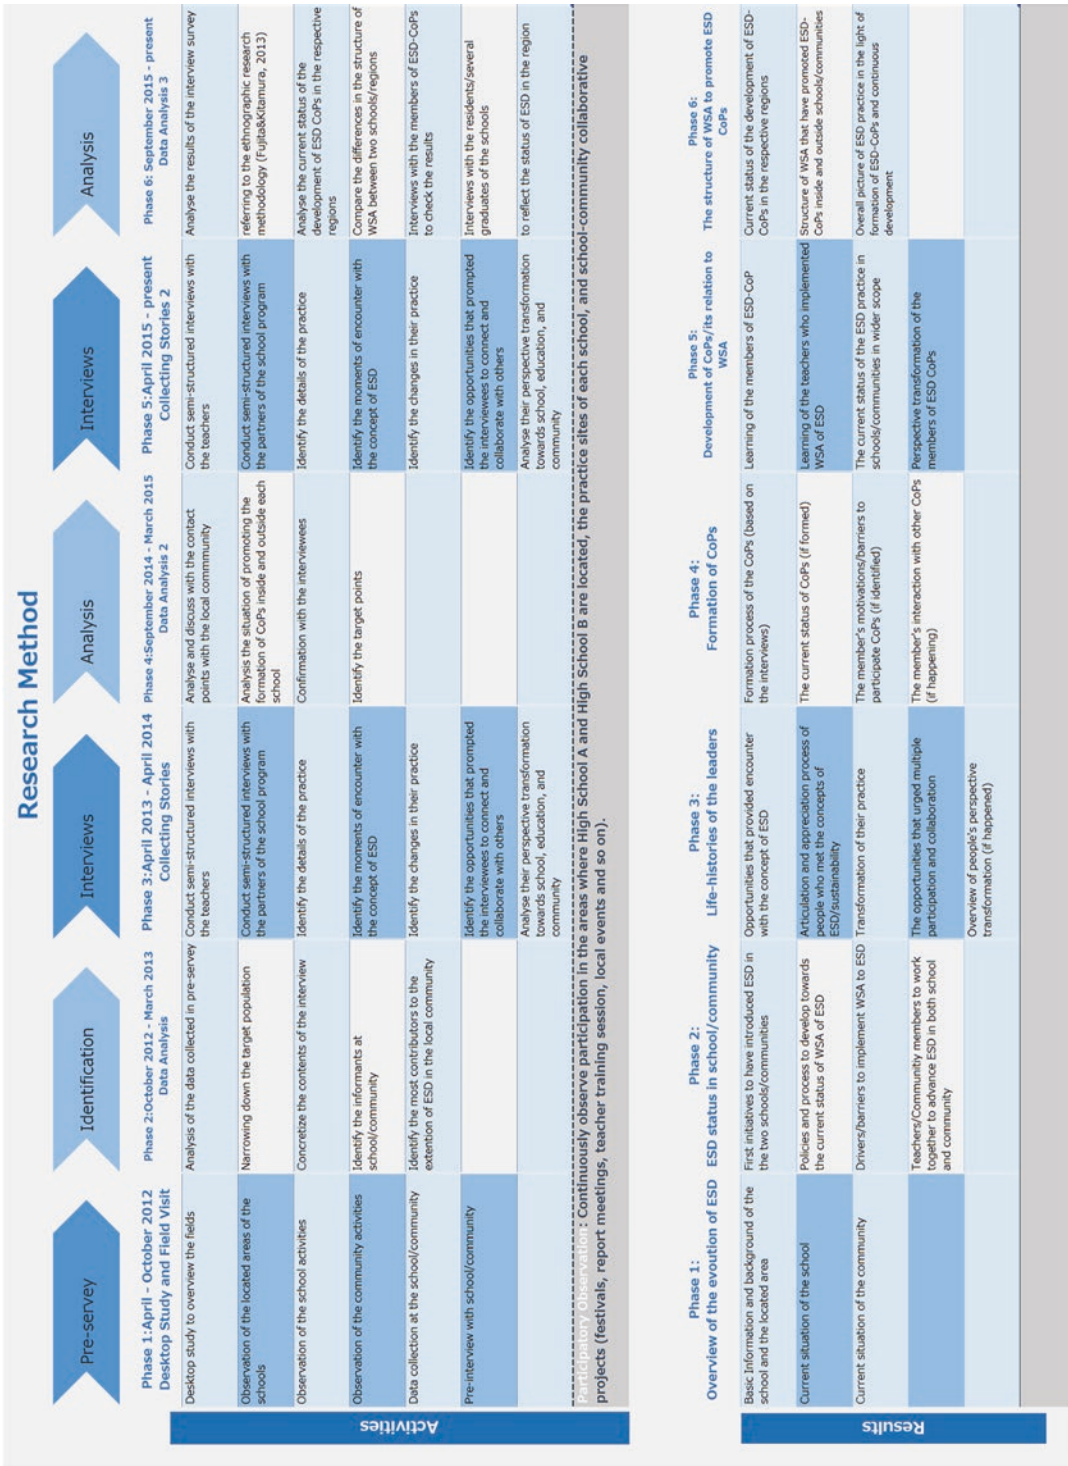 Research Method
Pre-servey
Identification
Interviews
Analysis
Interviews
Analysis
Phase 1:April - October 2012
Desktop Study and Field Visit
Phase 2:October 2012 - March 2013
Data Analysis
Phase 3:April 2013 - April 2014
Collecting Stories
Phase 4:September 2014 - March 2015
Data Analysis 2
Phase 5:April 2015 - present
Collecting Stories 2
Phase 6: September 2015 - present
Data Analysis 3
Activities
Desktop study to overview the fields
Analysis of the data collected in pre-servey
Conduct semi-structured interviews with
the teachers
Analyse and discuss with the contact
points with the local community
Conduct semi-structured interviews with
the teachers
Analyse the results of the interview survey
Observation of the located areas of the
schools
Narrowing down the target population
Conduct semi-structured interviews with
the partners of the school program
Analysis the situation of promoting the
formation of CoPs inside and outside each
school
Conduct semi-structured interviews with
the partners of the school program
referring to the ethnographic research
methodology (Fujita&Kitamura, 2013)
Observation of the school activities
Concretize the contents of the interview
Identify the details of the practice
Confirmation with the interviewees
Identify the details of the practice
Analyse the current status of the
development of ESD CoPs in the respective
regions
Observation of the community activities
Identify the informants at
school/community
Identify the moments of encounter with
the concept of ESD
Identify the target points
Identify the moments of encounter with
the concept of ESD
Compare the differences in the structure of
WSA between two schools/regions
Data collection at the school/community
Identify the most contributors to the
extention of ESD in the local community
Identify the changes in their practice
Identify the changes in their practice
Interviews with the members of ESD-CoPs
to check the results
Pre-interview with school/community
Identify the opportunities that prompted
the interviewees to connect and
collaborate with others
Identify the opportunities that prompted
the interviewees to connect and
collaborate with others
Interviews with the residents/several
graduates of the schools
Analyse their perspective transformation
towards school, education, and
community
Analyse their perspective transformation
towards school, education, and
community
to reflect the status of ESD in the region
Participatory Observation: Continuously observe participation in the areas where High School A and High School B are located, the practice sites of each school, and school-community collaborative
projects (festivals, report meetings, teacher training session, local events and so on).
Phase 1:
Overview of the evoution of ESD
Phase 2:
ESD status in school/community
Phase 3:
Life-histories of the leaders
Phase 4:
Formation of CoPs
Phase 5:
Development of CoPs/its relation to
WSA
Phase 6:
The structure of WSA to promote ESD
CoPs
Results
Basic Information and background of the
school and the located area
First initiatives to have introduced ESD in
the two schools/communities
Opportunities that provided encounter
with the concept of ESD
Formation process of the CoPs (based on
the interviews)
Learning of the members of ESD-CoP
Current status of the development of ESD-
CoPs in the respective regions
Current situation of the school
Policies and process to develop towards
the current status of WSA of ESD
Articulation and appreciation process of
people who met the concepts of
ESD/sustainability
The current status of CoPs (if formed)
Learning of the teachers who implemented
WSA of ESD
Structure of WSA that have promoted ESD-
CoPs inside and outside schools/communities
Current situation of the community
Drivers/barriers to implement WSA to ESD
Transformation of their practice
The member's motivations/barriers to
participate CoPs (if identified)
The current status of the ESD practice in
schools/communities in wider scope
Overall picture of ESD practice in the light of
formation of ESD-CoPs and continuous
development
Teachers/Community members to work
together to advance ESD in both school
and community
The opportunities that urged multiple
participation and collaboration
The member's interaction with other CoPs
(if happening)
Perspective transformation of the
members of ESD CoPs
Overview of people's perspective
transformation (if happened)